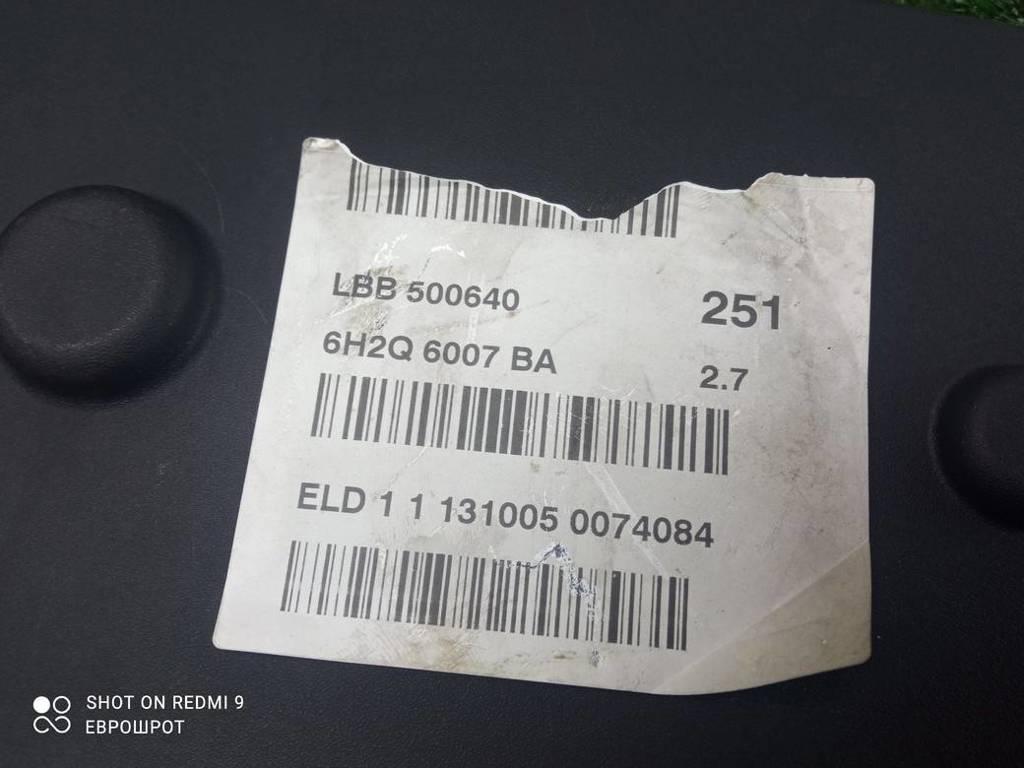 LBB 500640
251
6H2Q 6007 BA
2.7
ELD 1 1 131005 0074084
SHOT ON REDMI 9
ЕВРОШРОТ